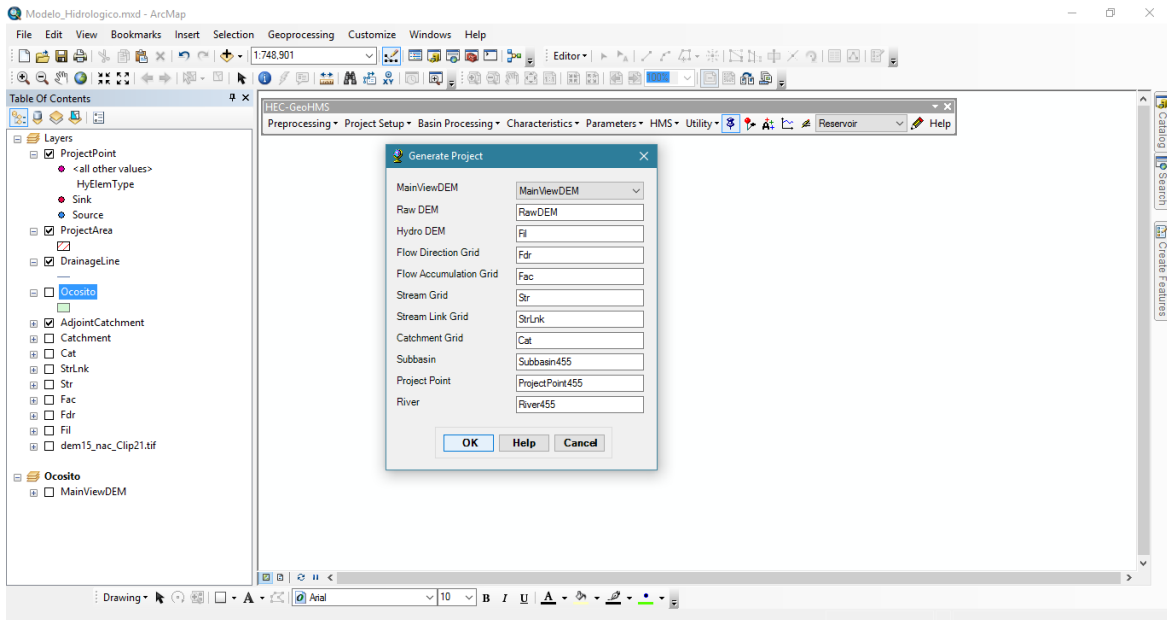 Modelo_Hidrologico.mxd - ArcMap
File Edit View Bookmarks Insert Selection Geoprocessing Customize Windows Help
1:748,901
Editor
100%
Table Of Contents
Layers
ProjectPoint
<all other values>
HyElemType
Sink
Source
ProjectArea
DrainageLine
Ocosito
AdjointCatchment
Catchment
Cat
StrLnk
Str
Fac
Fdr
Fil
dem15_nac_Clip21.tif
Ocosito
MainViewDEM
HEC-GeoHMS
Preprocessing Project Setup Basin Processing Characteristics Parameters HMS Utility Reservoir Help
Generate Project
MainViewDEM MainViewDEM
Raw DEM RawDEM
Hydro DEM Fil
Flow Direction Grid Fdr
Flow Accumulation Grid Fac
Stream Grid Str
Stream Link Grid StrLnk
Catchment Grid Cat
Subbasin Subbasin455
Project Point ProjectPoint455
River River455
OK Help Cancel
Catalog
Search
Create Features
Drawing A Arial 10 B I U A